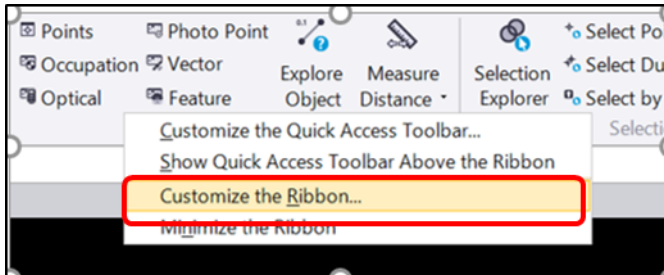 Points Photo Point 0.1 Select Po
Occupation Vector Explore Measure Selection Select Du
Optical Feature Object Distance Explorer Select by
Selecti
Customize the Quick Access Toolbar...
Show Quick Access Toolbar Above the Ribbon
Customize the Ribbon...
Minimize the Ribbon